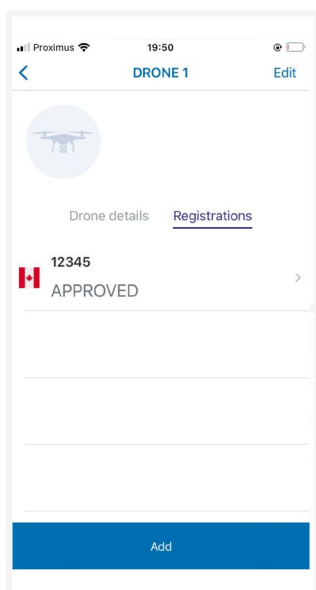 Proximus 19:50
DRONE 1 Edit
Drone details Registrations
12345
APPROVED
Add